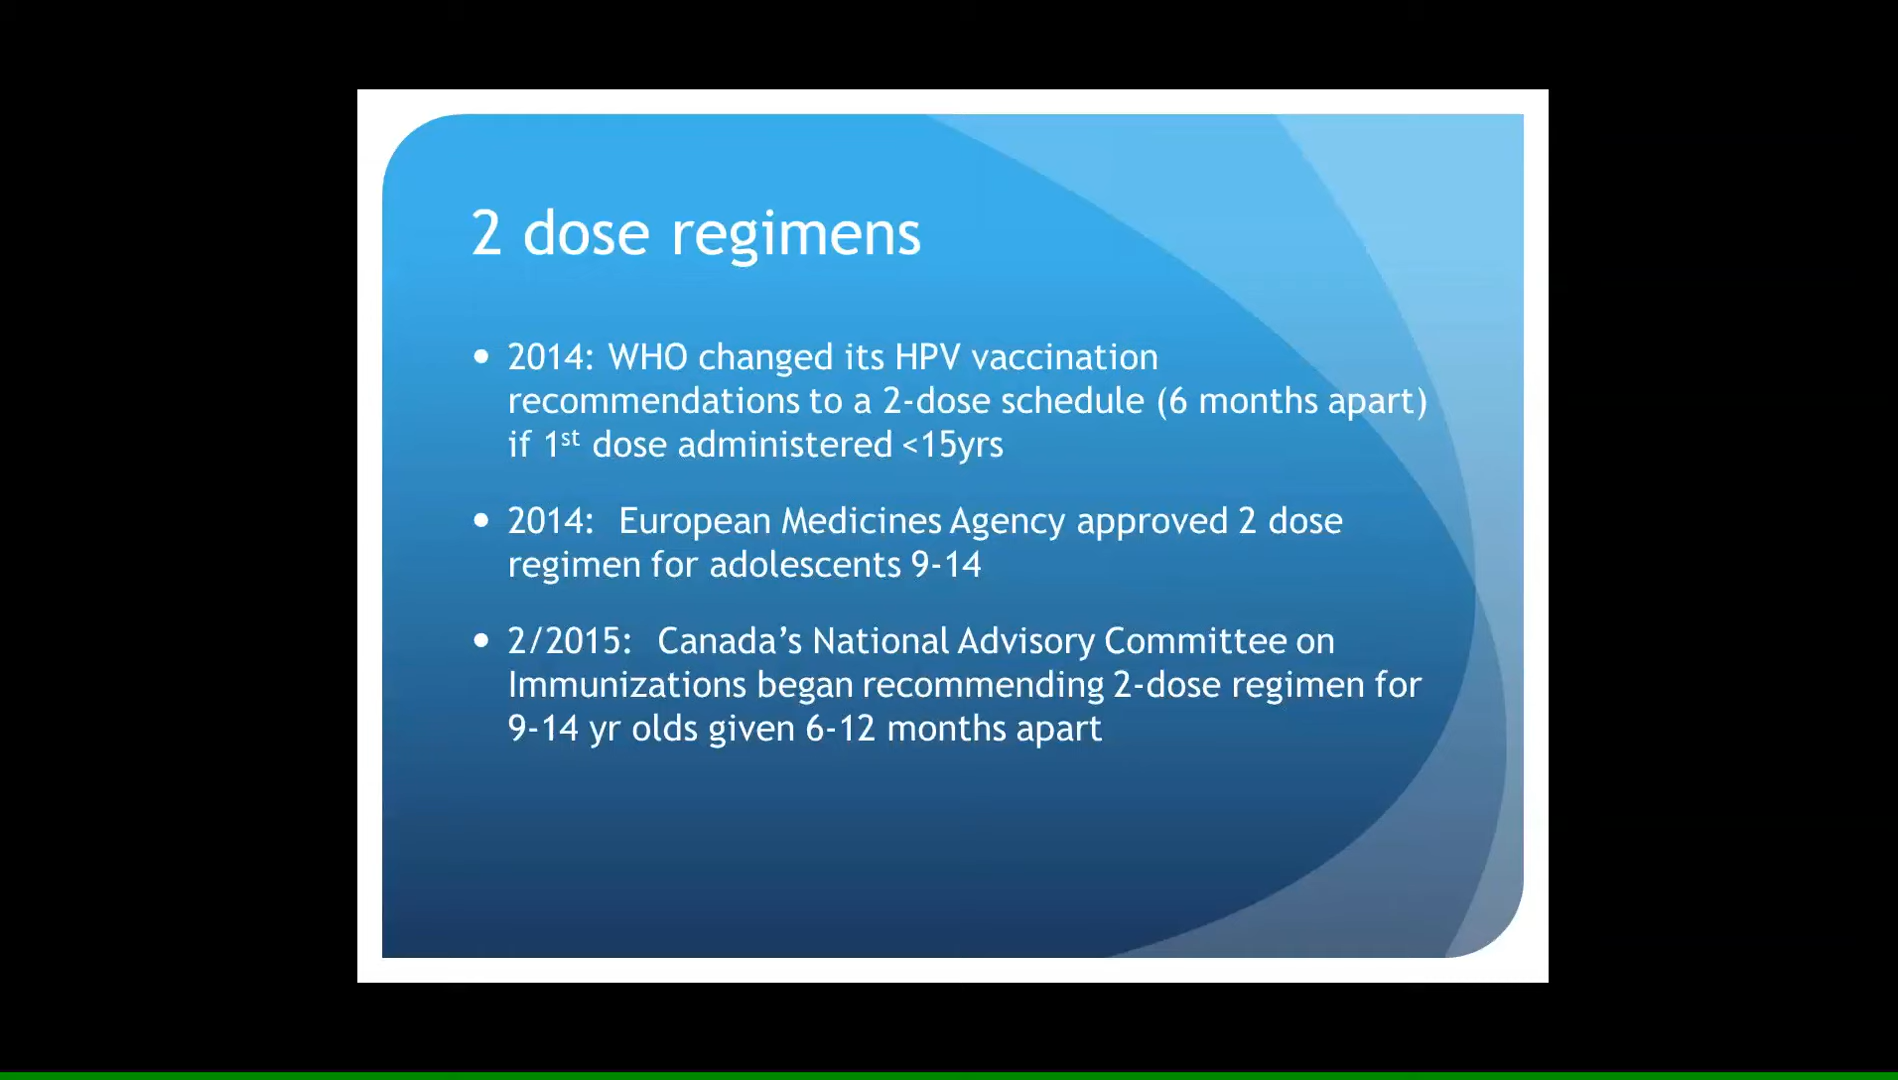 2 dose regimens
• 2014: WHO changed its HPV vaccination
recommendations to a 2-dose schedule (6 months apart)
if 1st dose administered <15yrs
• 2014: European Medicines Agency approved 2 dose
regimen for adolescents 9-14
• 2/2015: Canada’s National Advisory Committee on
Immunizations began recommending 2-dose regimen for
9-14 yr olds given 6-12 months apart